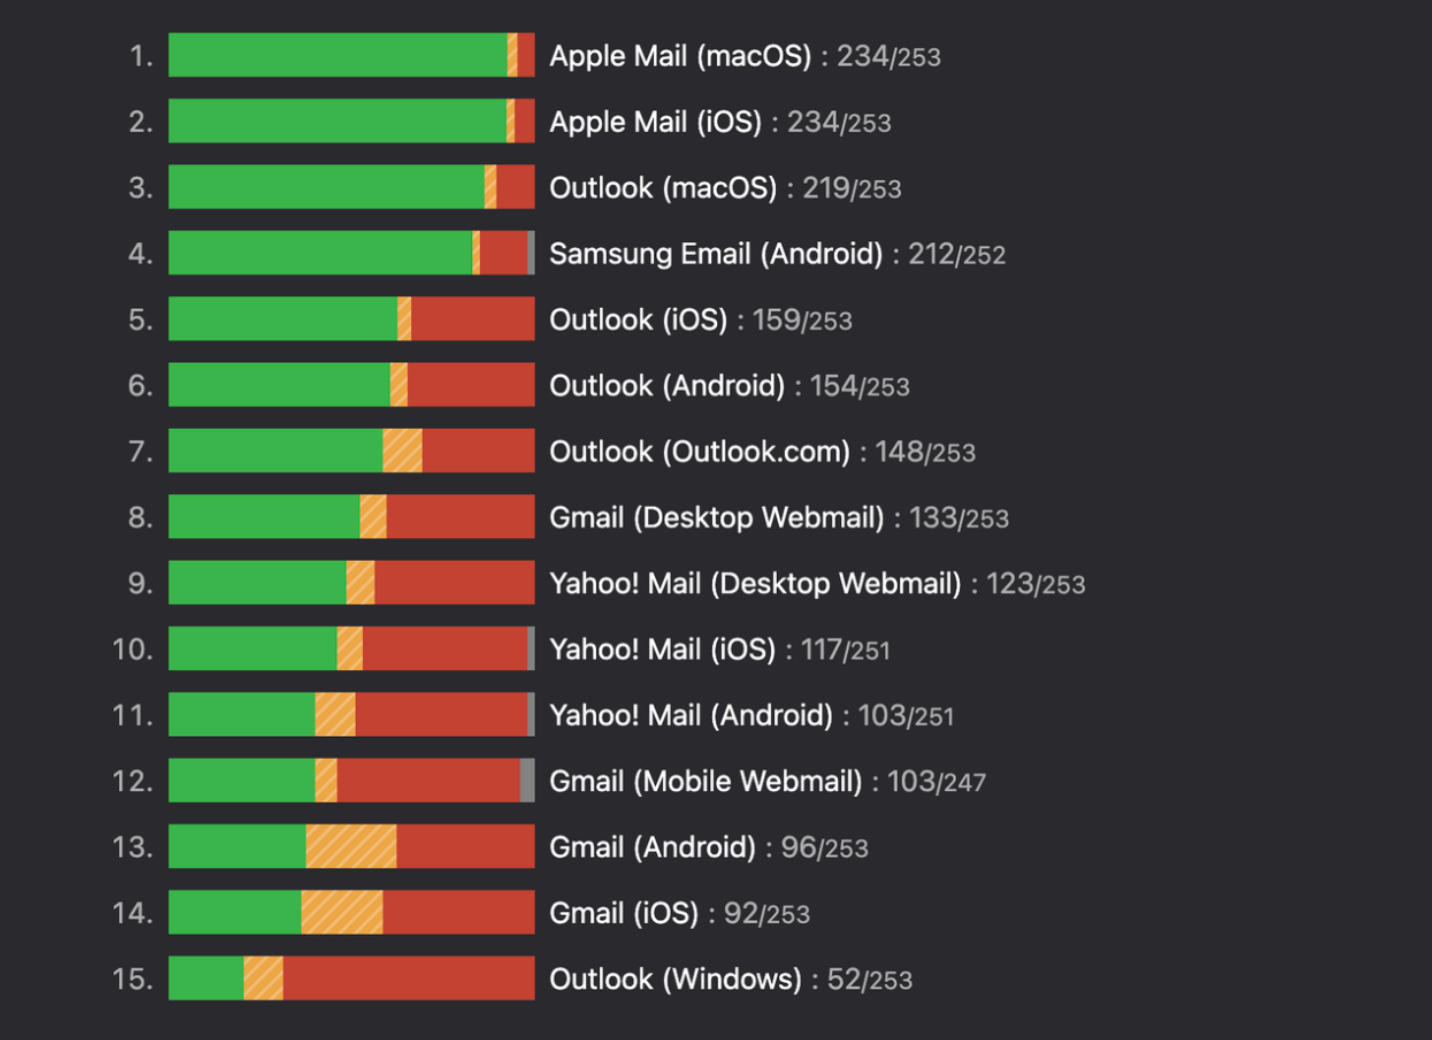 1. Apple Mail (macOS) : 234/253
2. Apple Mail (iOS) : 234/253
3. Outlook (macOS) : 219/253
4. Samsung Email (Android) : 212/252
5. Outlook (iOS) : 159/253
6. Outlook (Android) : 154/253
7. Outlook (Outlook.com) : 148/253
8. Gmail (Desktop Webmail) : 133/253
9. Yahoo! Mail (Desktop Webmail) : 123/253
10. Yahoo! Mail (iOS) : 117/251
11. Yahoo! Mail (Android) : 103/251
12. Gmail (Mobile Webmail) : 103/247
13. Gmail (Android) : 96/253
14. Gmail (iOS) : 92/253
15. Outlook (Windows) : 52/253